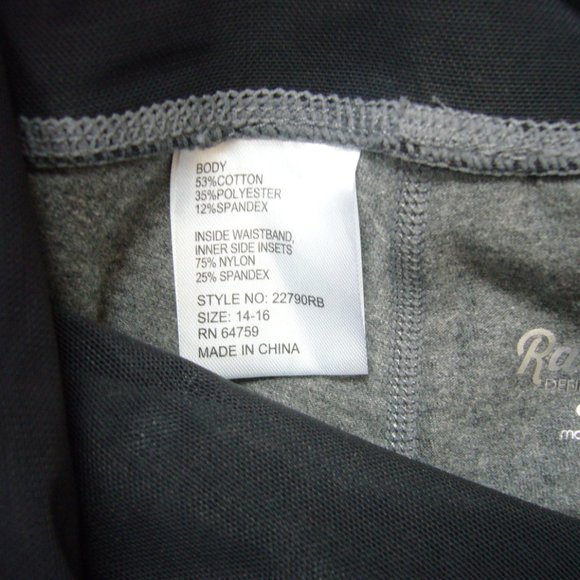 BODY
53%COTTON
35%POLYESTER
12%SPANDEX
INSIDE WAISTBAND,
INNER SIDE INSETS
75% NYLON
25% SPANDEX
STYLE NO: 22790RB
SIZE: 14-16
RN 64759
MADE IN CHINA